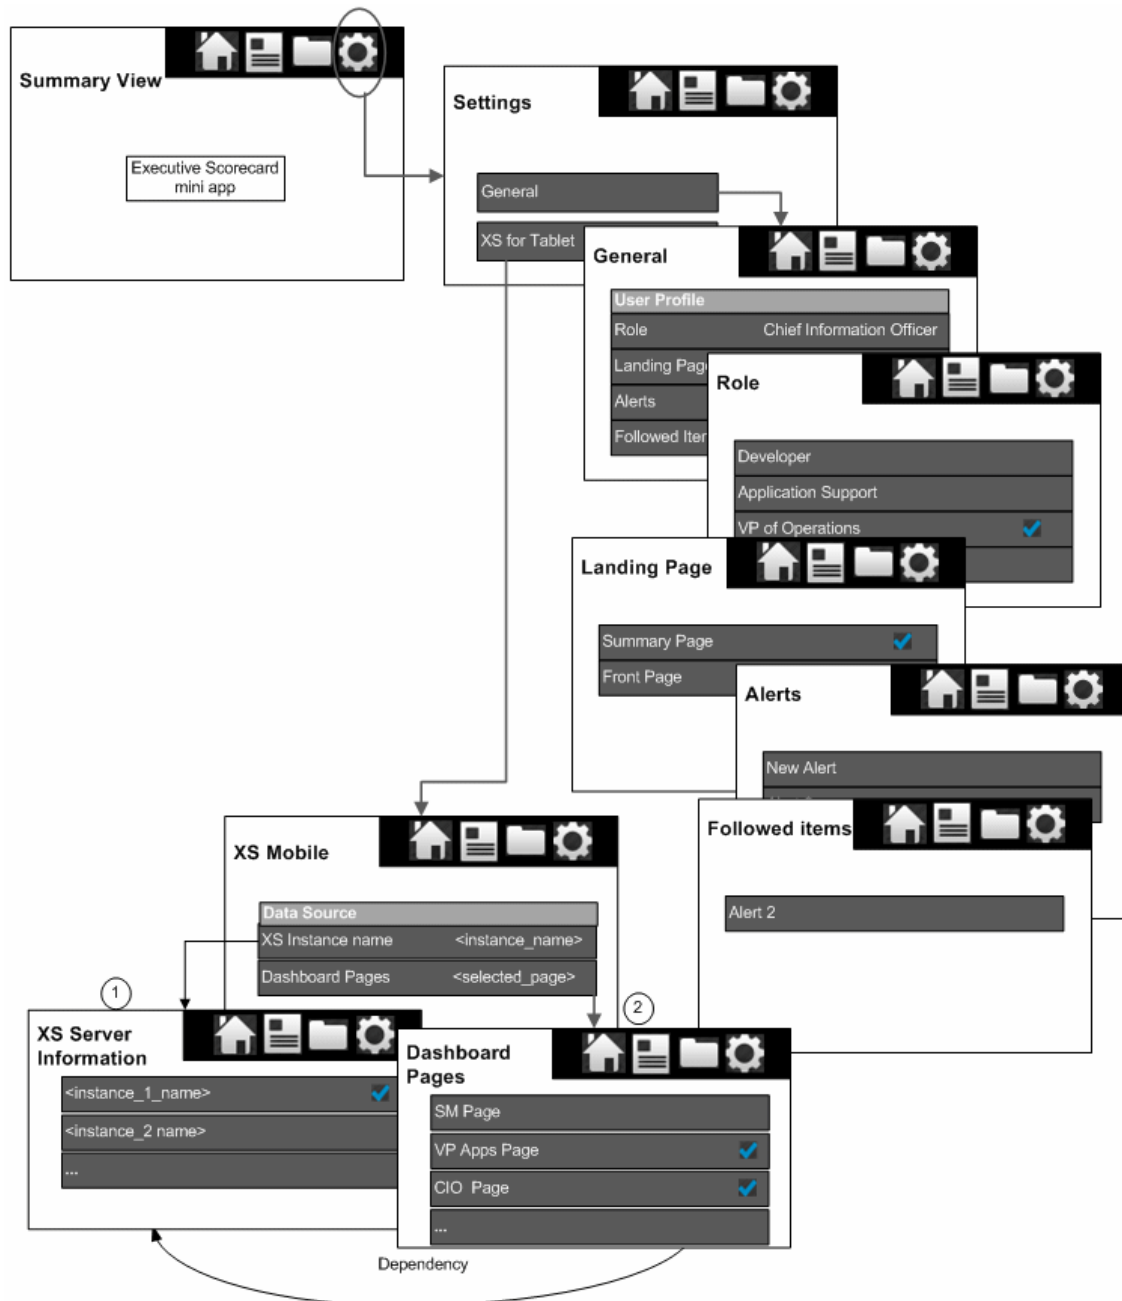 Summary View
Executive Scorecard
mini app
Settings
General
XS for Tablet
General
User Profile
Role Chief Information Officer
Landing Page
Alerts
Followed Iter
Role
Developer
Application Support
VP of Operations
Landing Page
Summary Page
Front Page
Alerts
New Alert
Followed items
Alert 2
XS Mobile
Data Source
XS Instance name <instance_name>
Dashboard Pages <selected_page>
1
2
XS Server
Information
<instance_1_name>
<instance_2 name>
...
Dashboard
Pages
SM Page
VP Apps Page
CIO Page
...
Dependency